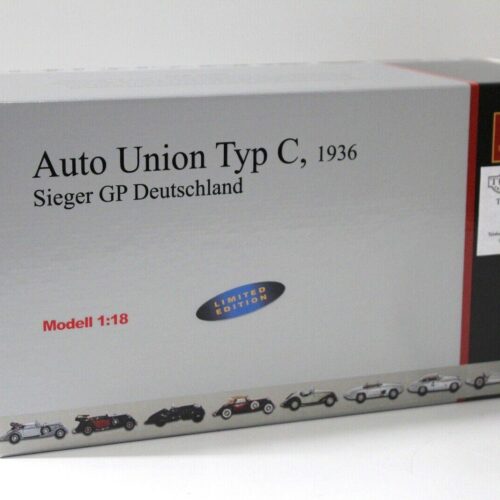 Auto Union Typ C, 1936
Sieger GP Deutschland
LIMITED
EDITION
Modell 1:18